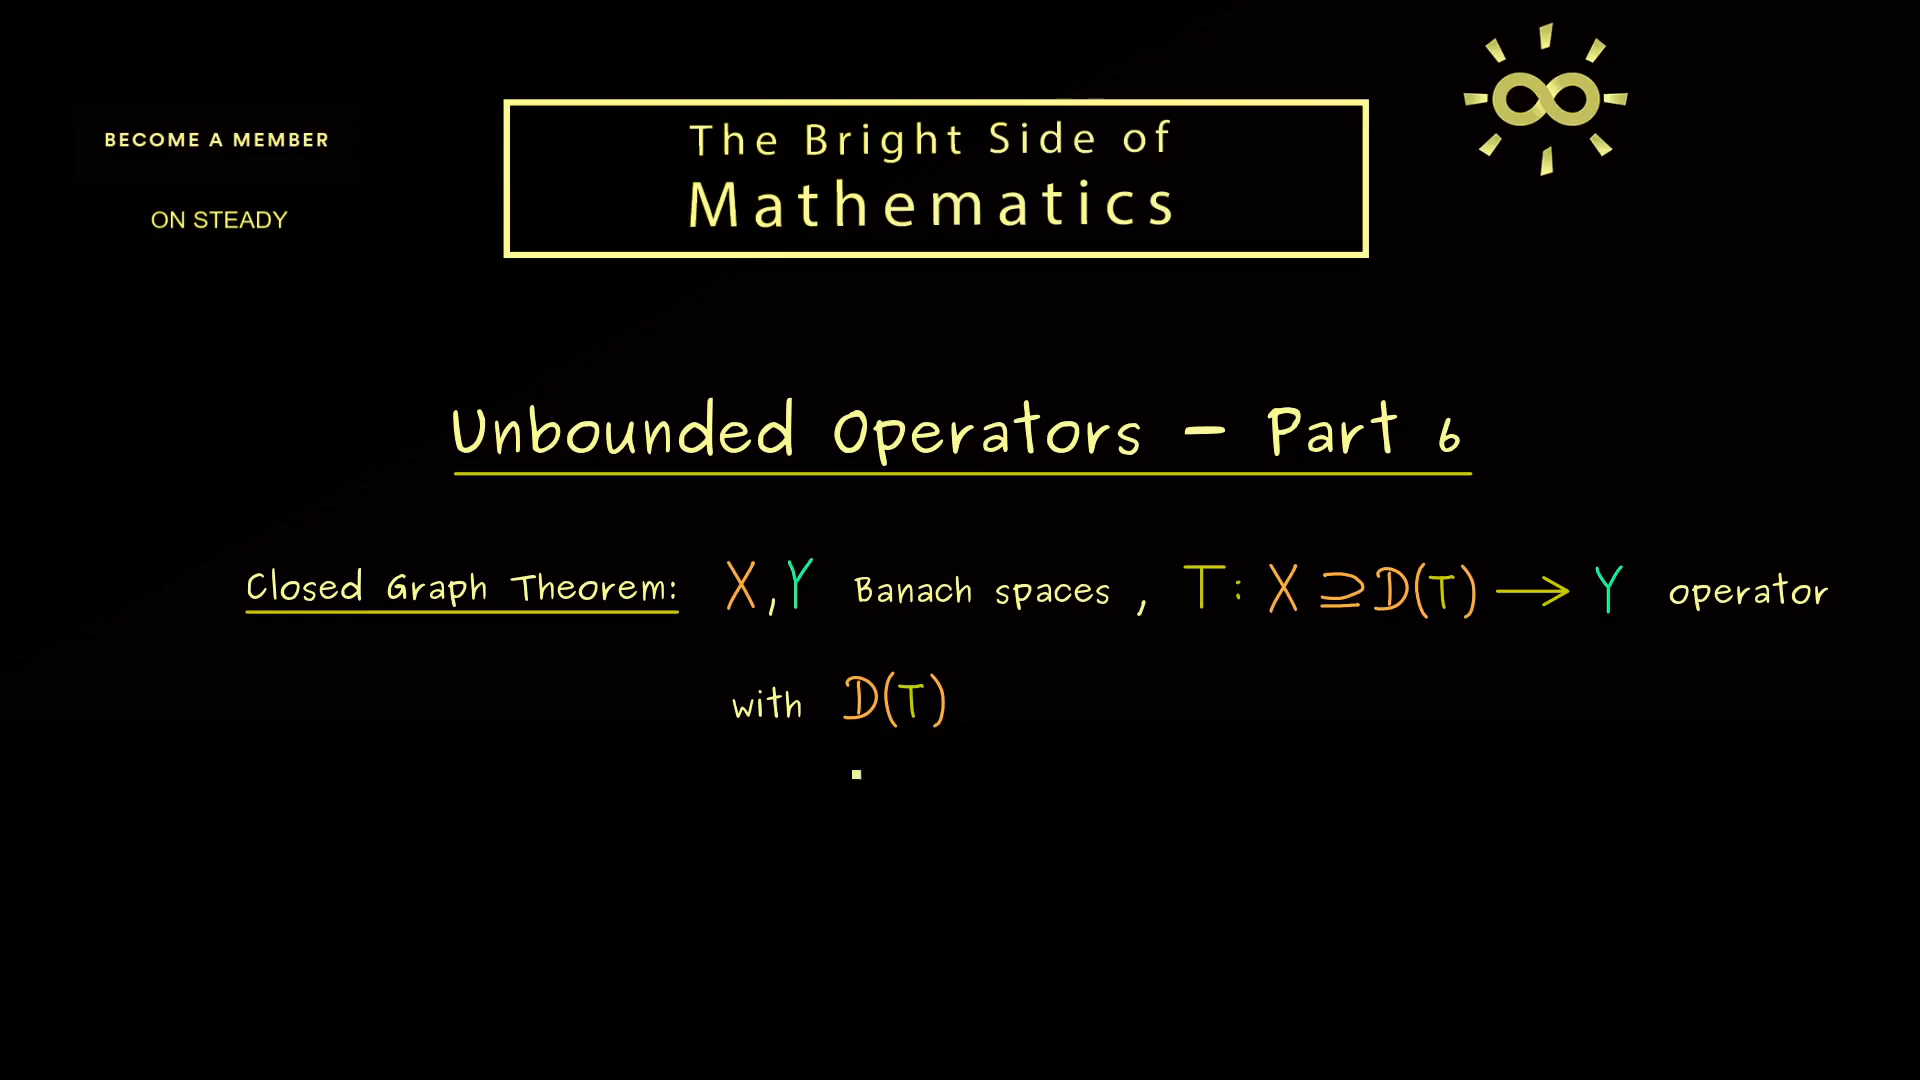 BECOME A MEMBER
ON STEADY
The Bright Side of
Mathematics
Unbounded Operators - Part 6
Closed Graph Theorem: X, Y Banach spaces, T: X ⊇ D(T) ⟶ Y operator
with D(T)